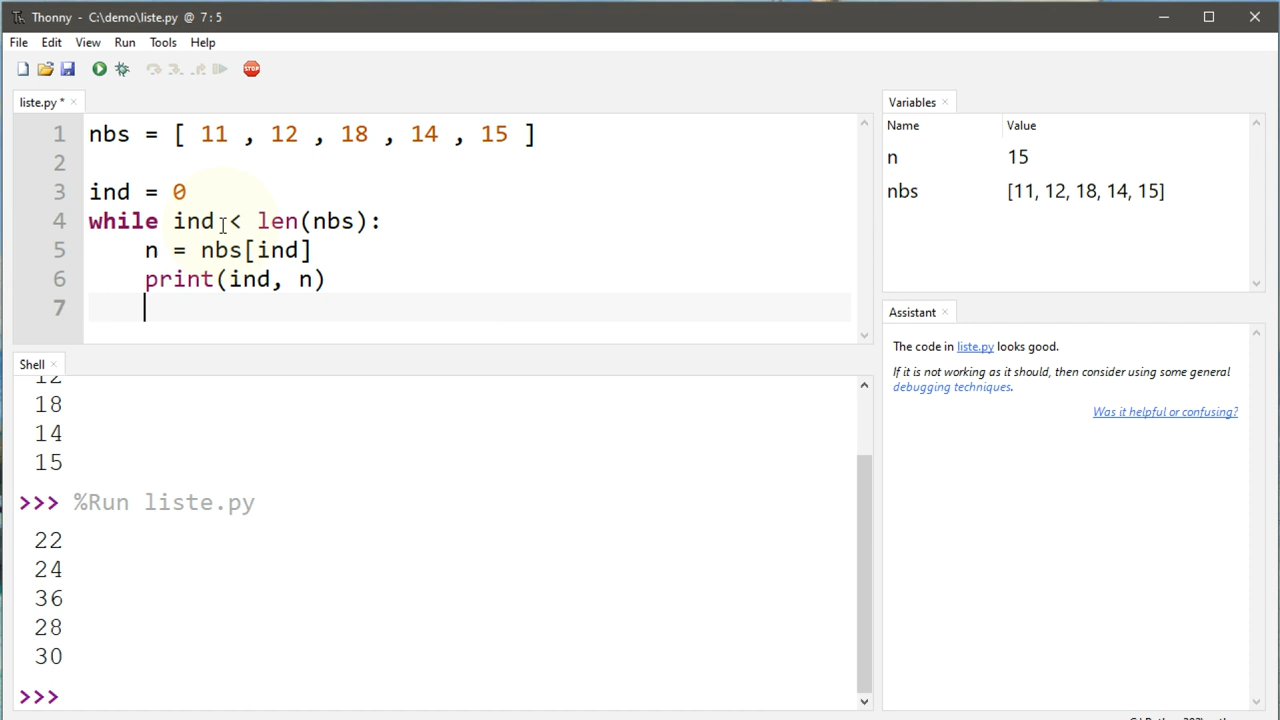 Thonny - C:\demo\liste.py @ 7 : 5
File Edit View Run Tools Help
liste.py *
1 nbs = [ 11 , 12 , 18 , 14 , 15 ]
2
3 ind = 0
4 while ind < len(nbs):
5 n = nbs[ind]
6 print(ind, n)
7
Shell
12
18
14
15
>>> %Run liste.py
22
24
36
28
30
>>>
Variables
Name Value
n 15
nbs [11, 12, 18, 14, 15]
Assistant
The code in liste.py looks good.
If it is not working as it should, then consider using some general
debugging techniques.
Was it helpful or confusing?